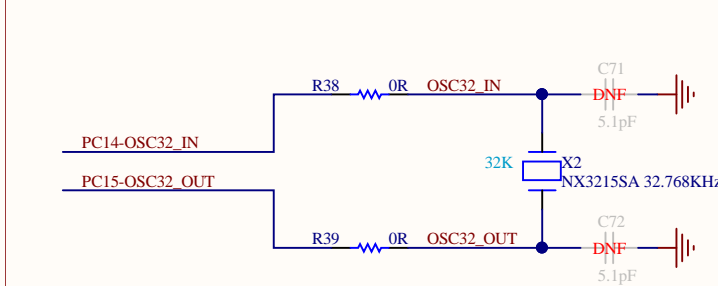 C71
R38 0R OSC32_IN
DNF
5.1pF
PC14-OSC32_IN
32K X2
PC15-OSC32_OUT
NX3215SA 32.768KHz
C72
R39 0R OSC32_OUT
DNF
5.1pF